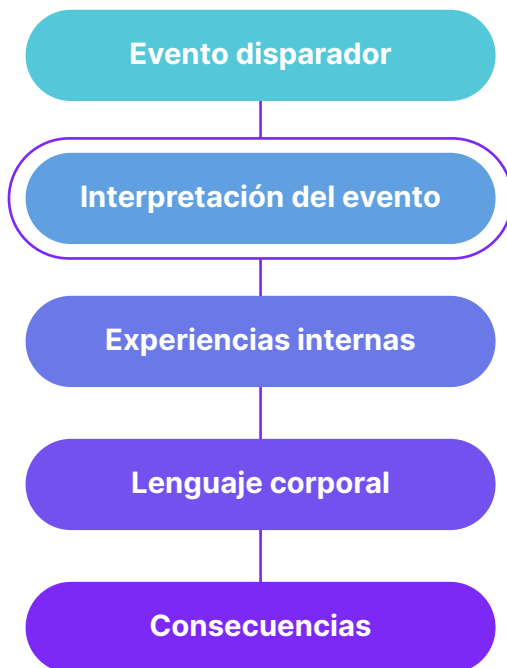 Evento disparador
Interpretación del evento
Experiencias internas
Lenguaje corporal
Consecuencias